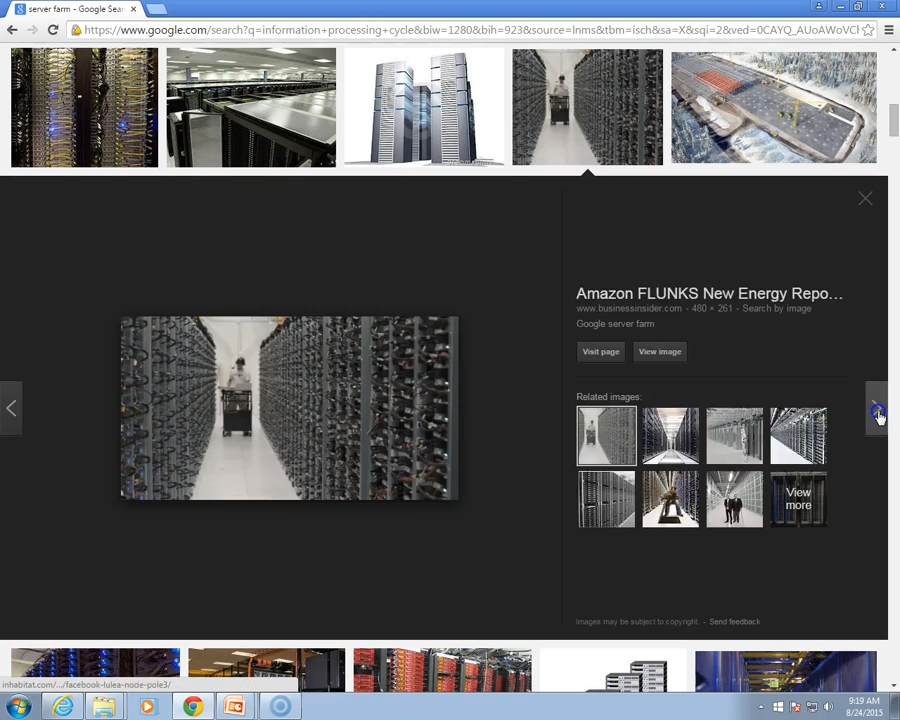 server farm - Google Sea
https://www.google.com/search?q=information+processing+cycle&biw=1280&bih=923&source=lnms&tbm=isch&sa=X&sqi=2&ved=0CAYQ_AUoAWoVCl
Amazon FLUNKS New Energy Repo...
www.businessinsider.com - 480 × 261 - Search by image
Google server farm
Visit page
View image
Related images:
View more
Images may be subject to copyright. - Send feedback
inhabitat.com/.../facebook-lulea-node-pole3/
9:19 AM
8/24/2015